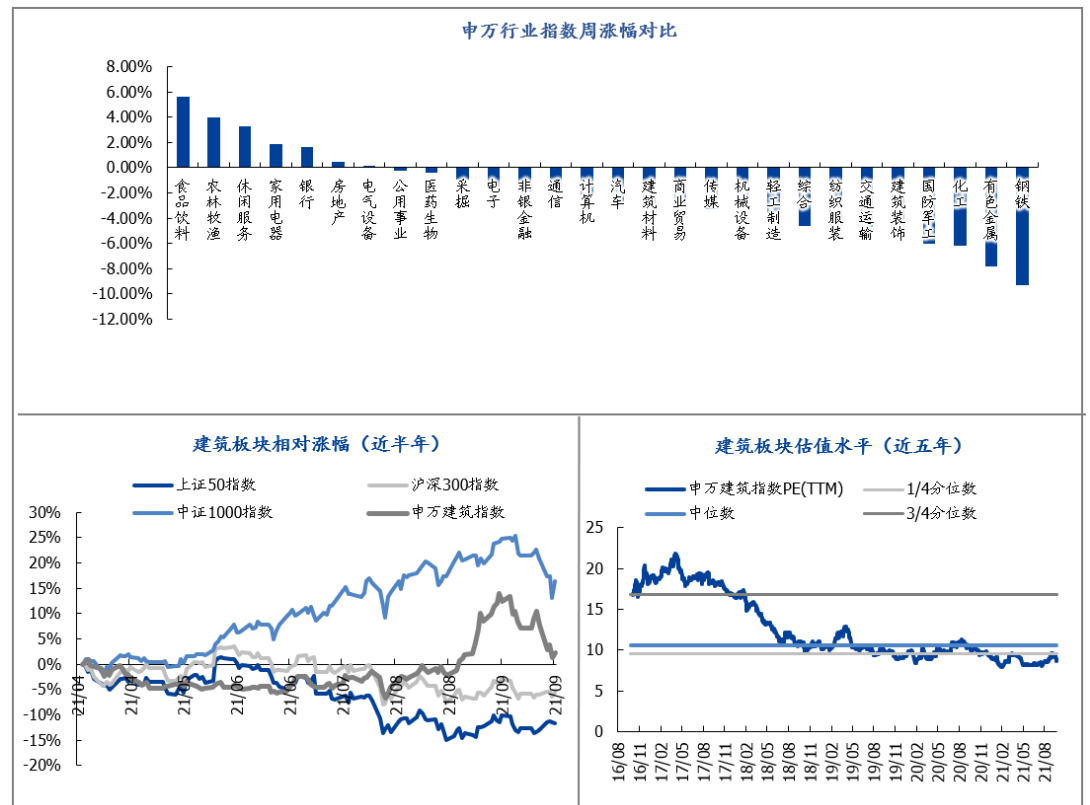 申万行业指数周涨幅对比
8.00%
6.00%
4.00%
2.00%
0.00%
-2.00%
-4.00%
-6.00%
-8.00%
-10.00%
-12.00%
食品饮料
农林牧渔
休闲服务
家用电器
银行
房地产
电气设备
公用事业
医药生物
采掘
电子
非银金融
通信
计算机
汽车
建筑材料
商业贸易
传媒
机械设备
轻工制造
综合
纺织服装
交通运输
建筑装饰
国防军工
化工
有色金属
钢铁
建筑板块相对涨幅（近半年）
上证50指数
沪深300指数
中证1000指数
申万建筑指数
30%
25%
20%
15%
10%
5%
0%
-5%
-10%
-15%
-20%
21/04
21/04
21/05
21/06
21/06
21/07
21/08
21/08
21/09
21/09
建筑板块估值水平（近五年）
申万建筑指数PE(TTM)
1/4分位数
中位数
3/4分位数
25
20
15
10
5
0
16/08
16/11
17/02
17/05
17/08
17/11
18/02
18/05
18/08
18/11
19/02
19/05
19/08
19/11
20/02
20/05
20/08
20/11
21/02
21/05
21/08